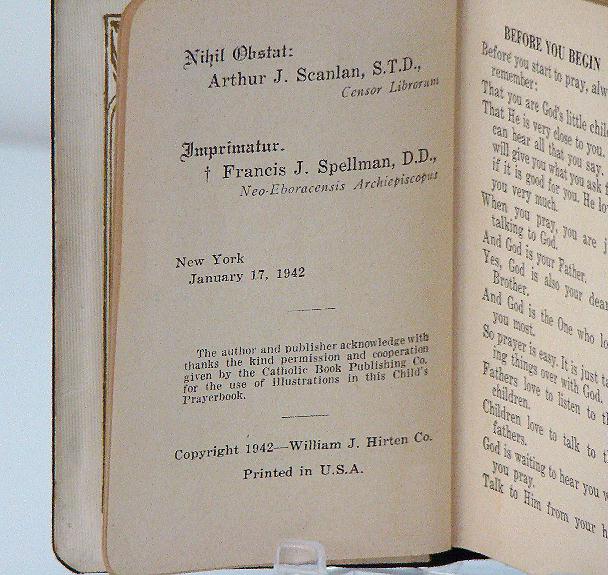 Nihil Obstat:
Arthur J. Scanlan, S.T.D.,
Censor Librorum
Imprimatur.
† Francis J. Spellman, D.D.,
Neo-Eboracensis Archiepiscopus
New York
January 17, 1942
The author and publisher acknowledge with
thanks the kind permission and cooperation
given by the Catholic Book Publishing Co.
for the use of illustrations in this Child's
Prayerbook.
Copyright 1942—William J. Hirten Co.
Printed in U.S.A.
BEFORE YOU BEGIN
Before you start to pray,
remember:
That you are God's little
That He is very close to you.
can hear all that you say.
will give you what you ask
if it is good for you. He
you very much.
When you pray, you are
talking to God.
And God is your Father.
Yes, God is also your
Brother.
And God is the One who
you most.
So prayer is easy. It is just
ing things over with God.
Fathers love to listen to
children.
Children love to talk to
fathers.
God is waiting to hear you
you pray.
Talk to Him from your